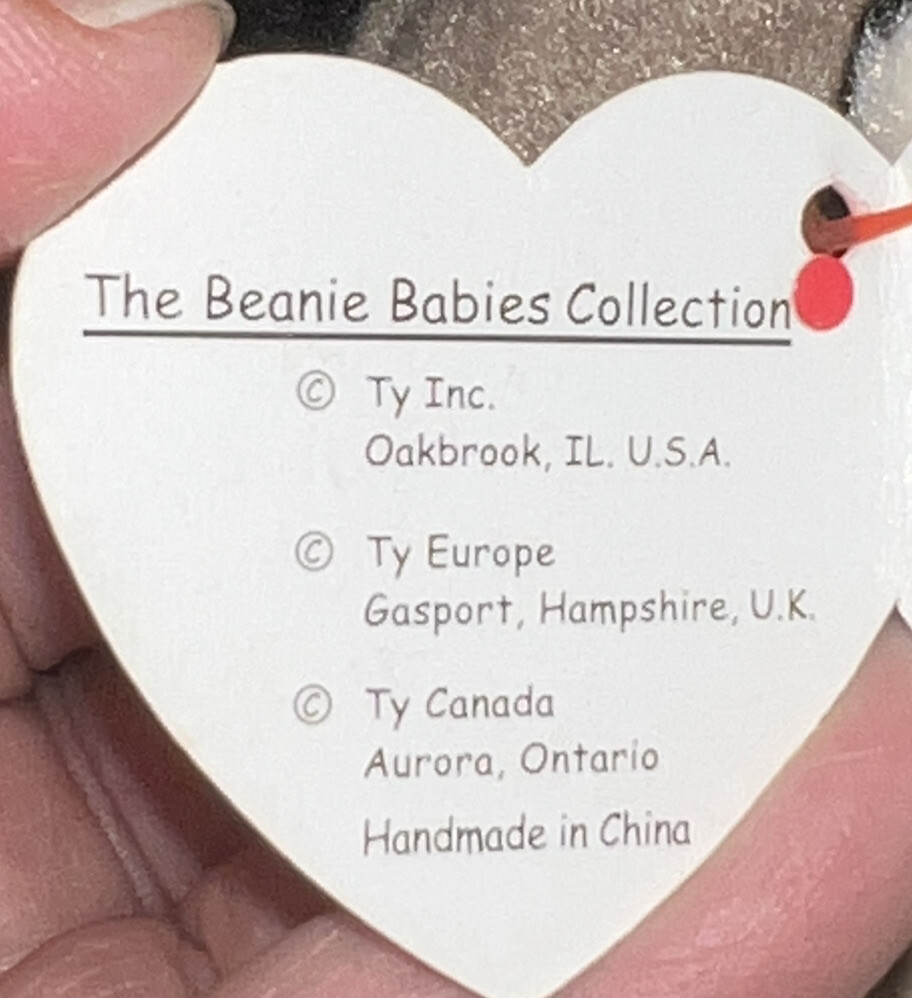 The Beanie Babies Collection
© Ty Inc.
Oakbrook, IL. U.S.A.
© Ty Europe
Gasport, Hampshire, U.K.
© Ty Canada
Aurora, Ontario
Handmade in China